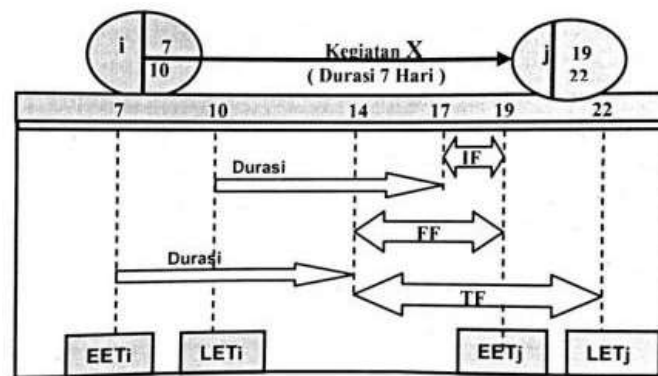 i 7 Kegiatan X j 19
10 ( Durasi 7 Hari ) 22
7 10 14 17 19 22
IF
Durasi
FF
Durasi
TF
EETi LETi EETj LETj